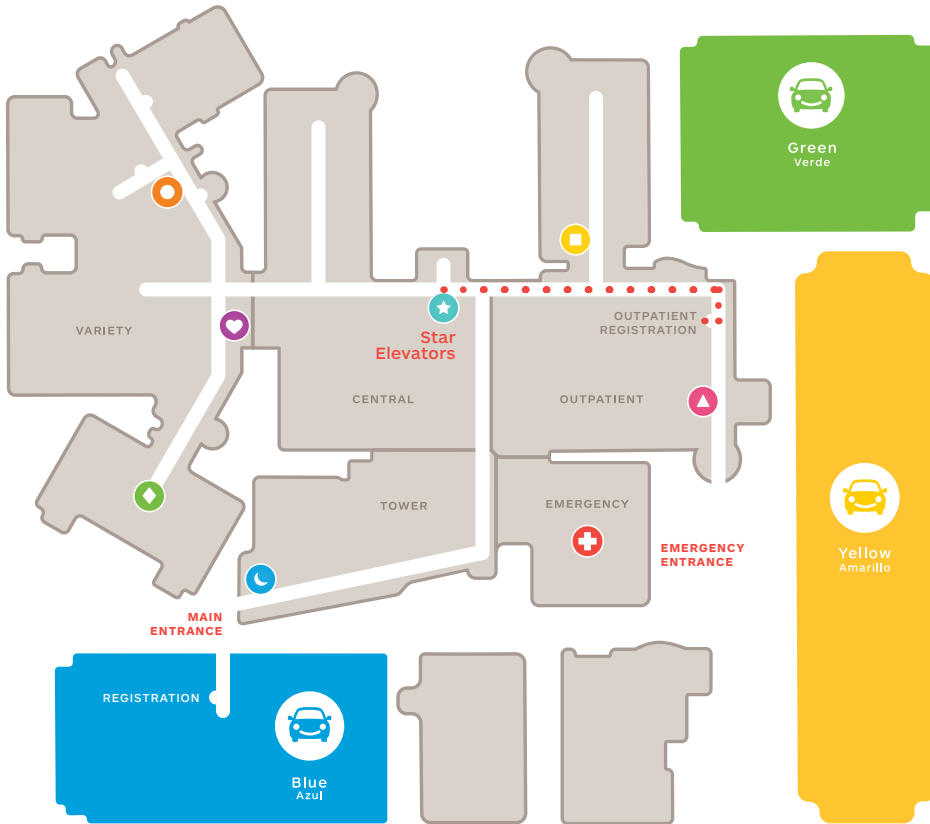 Green
Verde
OUTPATIENT
REGISTRATION
VARIETY
Star
Elevators
CENTRAL
OUTPATIENT
TOWER
EMERGENCY
EMERGENCY
ENTRANCE
Yellow
Amarillo
MAIN
ENTRANCE
REGISTRATION
Blue
Azul